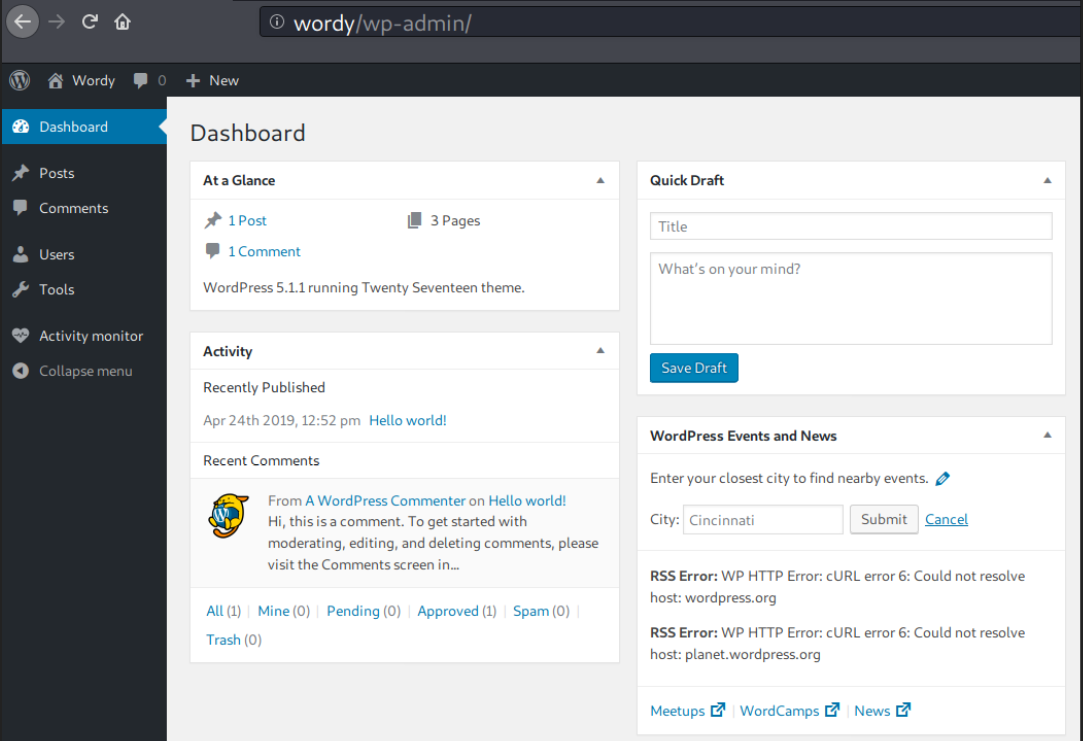 wordy/wp-admin/
Wordy
0
New
Dashboard
Posts
Comments
Users
Tools
Activity monitor
Collapse menu
Dashboard
At a Glance
1 Post
3 Pages
1 Comment
WordPress 5.1.1 running Twenty Seventeen theme.
Activity
Recently Published
Apr 24th 2019, 12:52 pm Hello world!
Recent Comments
From A WordPress Commenter on Hello world!
Hi, this is a comment. To get started with
moderating, editing, and deleting comments, please
visit the Comments screen in…
All (1) | Mine (0) | Pending (0) | Approved (1) | Spam (0) |
Trash (0)
Quick Draft
Title
What's on your mind?
Save Draft
WordPress Events and News
Enter your closest city to find nearby events.
City: Cincinnati Submit Cancel
RSS Error: WP HTTP Error: cURL error 6: Could not resolve
host: wordpress.org
RSS Error: WP HTTP Error: cURL error 6: Could not resolve
host: planet.wordpress.org
Meetups | WordCamps | News